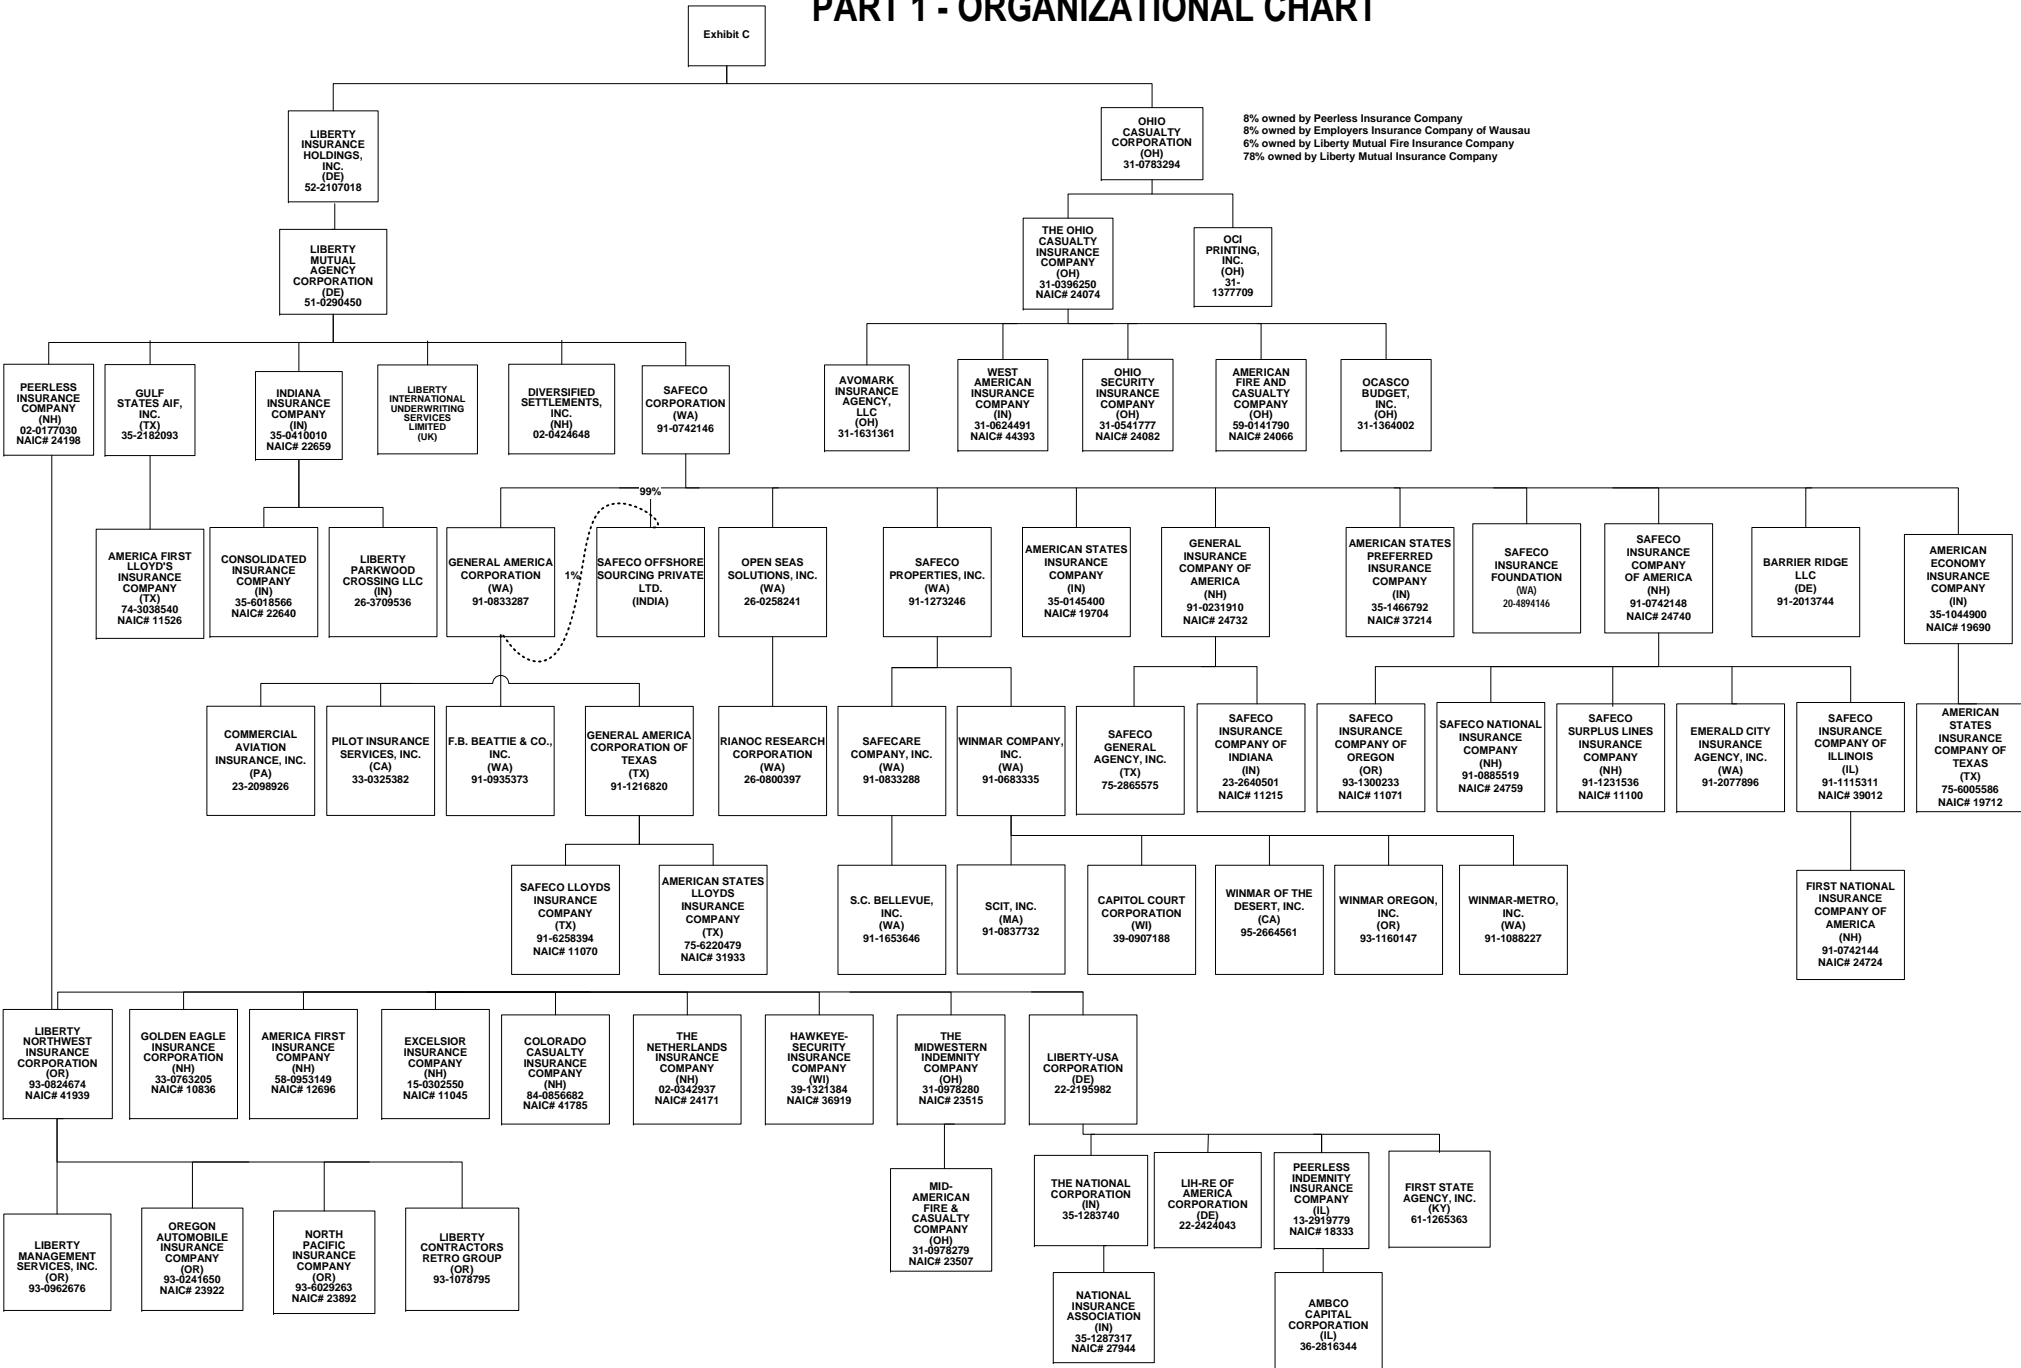 PART 1 - ORGANIZATIONAL CHART
Exhibit C
LIBERTY
INSURANCE
HOLDINGS,
INC.
(DE)
52-2107018
OHIO
CASUALTY
CORPORATION
(OH)
31-0783294
8% owned by Peerless Insurance Company
8% owned by Employers Insurance Company of Wausau
6% owned by Liberty Mutual Fire Insurance Company
78% owned by Liberty Mutual Insurance Company
LIBERTY
MUTUAL
AGENCY
CORPORATION
(DE)
51-0290450
THE OHIO
CASUALTY
INSURANCE
COMPANY
(OH)
31-0396250
NAIC# 24074
OCI
PRINTING,
INC.
(OH)
31-
1377709
PEERLESS
INSURANCE
COMPANY
(NH)
02-0177030
NAIC# 24198
GULF
STATES AIF,
INC.
(TX)
35-2182093
INDIANA
INSURANCE
COMPANY
(IN)
35-0410010
NAIC# 22659
LIBERTY
INTERNATIONAL
UNDERWRITING
SERVICES
LIMITED
(UK)
DIVERSIFIED
SETTLEMENTS,
INC.
(NH)
02-0424648
SAFECO
CORPORATION
(WA)
91-0742146
AVOMARK
INSURANCE
AGENCY,
LLC
(OH)
31-1631361
WEST
AMERICAN
INSURANCE
COMPANY
(IN)
31-0624491
NAIC# 44393
OHIO
SECURITY
INSURANCE
COMPANY
(OH)
31-0541777
NAIC# 24082
AMERICAN
FIRE AND
CASUALTY
COMPANY
(OH)
59-0141790
NAIC# 24066
OCASCO
BUDGET,
INC.
(OH)
31-1364002
99%
1%
AMERICA FIRST
LLOYD'S
INSURANCE
COMPANY
(TX)
74-3038540
NAIC# 11526
CONSOLIDATED
INSURANCE
COMPANY
(IN)
35-6018566
NAIC# 22640
LIBERTY
PARKWOOD
CROSSING LLC
(IN)
26-3709536
GENERAL AMERICA
CORPORATION
(WA)
91-0833287
SAFECO OFFSHORE
SOURCING PRIVATE
LTD.
(INDIA)
OPEN SEAS
SOLUTIONS, INC.
(WA)
26-0258241
SAFECO
PROPERTIES, INC.
(WA)
91-1273246
AMERICAN STATES
INSURANCE
COMPANY
(IN)
35-0145400
NAIC# 19704
GENERAL
INSURANCE
COMPANY OF
AMERICA
(NH)
91-0231910
NAIC# 24732
AMERICAN STATES
PREFERRED
INSURANCE
COMPANY
(IN)
35-1466792
NAIC# 37214
SAFECO
INSURANCE
FOUNDATION
(WA)
20-4894146
SAFECO
INSURANCE
COMPANY
OF AMERICA
(NH)
91-0742148
NAIC# 24740
BARRIER RIDGE
LLC
(DE)
91-2013744
AMERICAN
ECONOMY
INSURANCE
COMPANY
(IN)
35-1044900
NAIC# 19690
COMMERCIAL
AVIATION
INSURANCE, INC.
(PA)
23-2098926
PILOT INSURANCE
SERVICES, INC.
(CA)
33-0325382
F.B. BEATTIE & CO.,
INC.
(WA)
91-0935373
GENERAL AMERICA
CORPORATION OF
TEXAS
(TX)
91-1216820
RIANOC RESEARCH
CORPORATION
(WA)
26-0800397
SAFECARE
COMPANY, INC.
(WA)
91-0833288
WINMAR COMPANY,
INC.
(WA)
91-0683335
SAFECO
GENERAL
AGENCY, INC.
(TX)
75-2865575
SAFECO
INSURANCE
COMPANY OF
INDIANA
(IN)
23-2640501
NAIC# 11215
SAFECO
INSURANCE
COMPANY OF
OREGON
(OR)
93-1300233
NAIC# 11071
SAFECO NATIONAL
INSURANCE
COMPANY
(NH)
91-0885519
NAIC# 24759
SAFECO
SURPLUS LINES
INSURANCE
COMPANY
(NH)
91-1231536
NAIC# 11100
EMERALD CITY
INSURANCE
AGENCY, INC.
(WA)
91-2077896
SAFECO
INSURANCE
COMPANY OF
ILLINOIS
(IL)
91-1115311
NAIC# 39012
AMERICAN
STATES
INSURANCE
COMPANY OF
TEXAS
(TX)
75-6005586
NAIC# 19712
SAFECO LLOYDS
INSURANCE
COMPANY
(TX)
91-6258394
NAIC# 11070
AMERICAN STATES
LLOYDS
INSURANCE
COMPANY
(TX)
75-6220479
NAIC# 31933
S.C. BELLEVUE,
INC.
(WA)
91-1653646
SCIT, INC.
(MA)
91-0837732
CAPITOL COURT
CORPORATION
(WI)
39-0907188
WINMAR OF THE
DESERT, INC.
(CA)
95-2664561
WINMAR OREGON,
INC.
(OR)
93-1160147
WINMAR-METRO,
INC.
(WA)
91-1088227
FIRST NATIONAL
INSURANCE
COMPANY OF
AMERICA
(NH)
91-0742144
NAIC# 24724
LIBERTY
NORTHWEST
INSURANCE
CORPORATION
(OR)
93-0824674
NAIC# 41939
GOLDEN EAGLE
INSURANCE
CORPORATION
(NH)
33-0763205
NAIC# 10836
AMERICA FIRST
INSURANCE
COMPANY
(NH)
58-0953149
NAIC# 12696
EXCELSIOR
INSURANCE
COMPANY
(NH)
15-0302550
NAIC# 11045
COLORADO
CASUALTY
INSURANCE
COMPANY
(NH)
84-0856682
NAIC# 41785
THE
NETHERLANDS
INSURANCE
COMPANY
(NH)
02-0342937
NAIC# 24171
HAWKEYE-
SECURITY
INSURANCE
COMPANY
(WI)
39-1321384
NAIC# 36919
THE
MIDWESTERN
INDEMNITY
COMPANY
(OH)
31-0978280
NAIC# 23515
LIBERTY-USA
CORPORATION
(DE)
22-2195982
LIBERTY
MANAGEMENT
SERVICES, INC.
(OR)
93-0962676
OREGON
AUTOMOBILE
INSURANCE
COMPANY
(OR)
93-0241650
NAIC# 23922
NORTH
PACIFIC
INSURANCE
COMPANY
(OR)
93-6029263
NAIC# 23892
LIBERTY
CONTRACTORS
RETRO GROUP
(OR)
93-1078795
MID-
AMERICAN
FIRE &
CASUALTY
COMPANY
(OH)
31-0978279
NAIC# 23507
THE NATIONAL
CORPORATION
(IN)
35-1283740
LIH-RE OF
AMERICA
CORPORATION
(DE)
22-2424043
PEERLESS
INDEMNITY
INSURANCE
COMPANY
(IL)
13-2919779
NAIC# 18333
FIRST STATE
AGENCY, INC.
(KY)
61-1265363
NATIONAL
INSURANCE
ASSOCIATION
(IN)
35-1287317
NAIC# 27944
AMBCO
CAPITAL
CORPORATION
(IL)
36-2816344